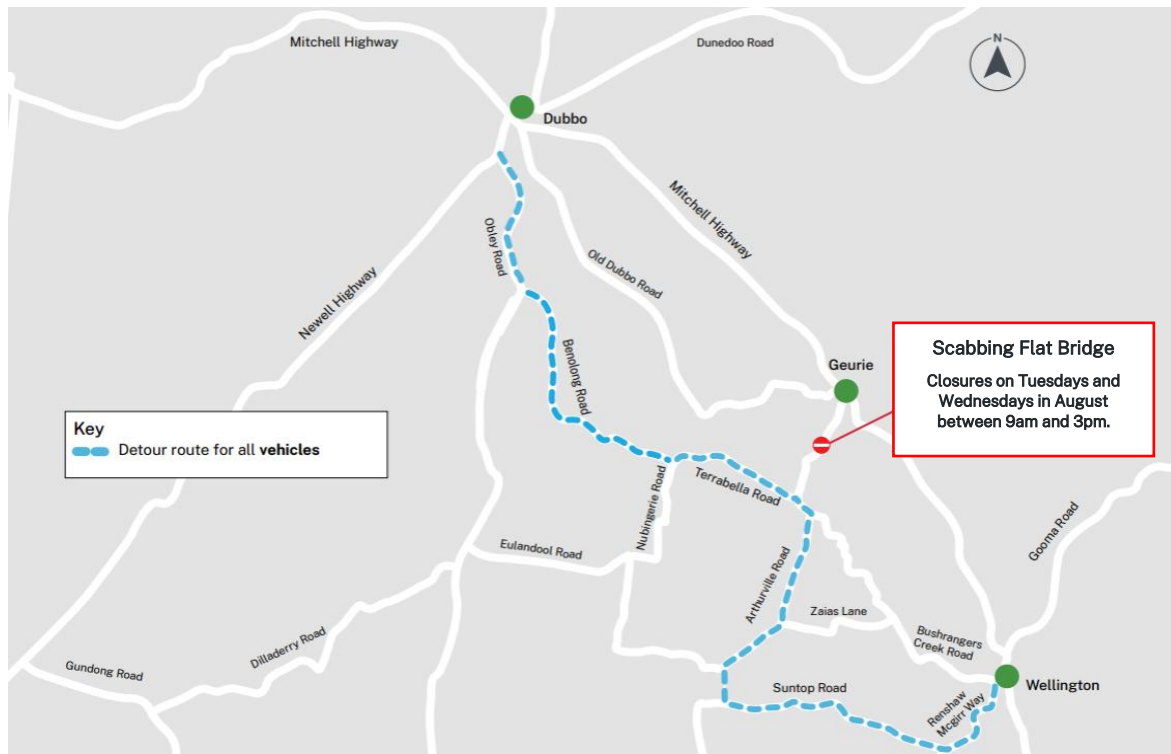 Mitchell Highway
Dunedoo Road
N
Dubbo
Mitchell Highway
Obley Road
Old Dubbo Road
Newell Highway
Benolong Road
Geurie
Scabbing Flat Bridge
Closures on Tuesdays and
Wednesdays in August
between 9am and 3pm.
Key
Detour route for all vehicles
Terrabella Road
Nubingerie Road
Gooma Road
Eulandool Road
Arthurville Road
Zaias Lane
Bushrangers
Creek Road
Dilladerry Road
Gundong Road
Suntop Road
Renshaw
Mcgirr Way
Wellington